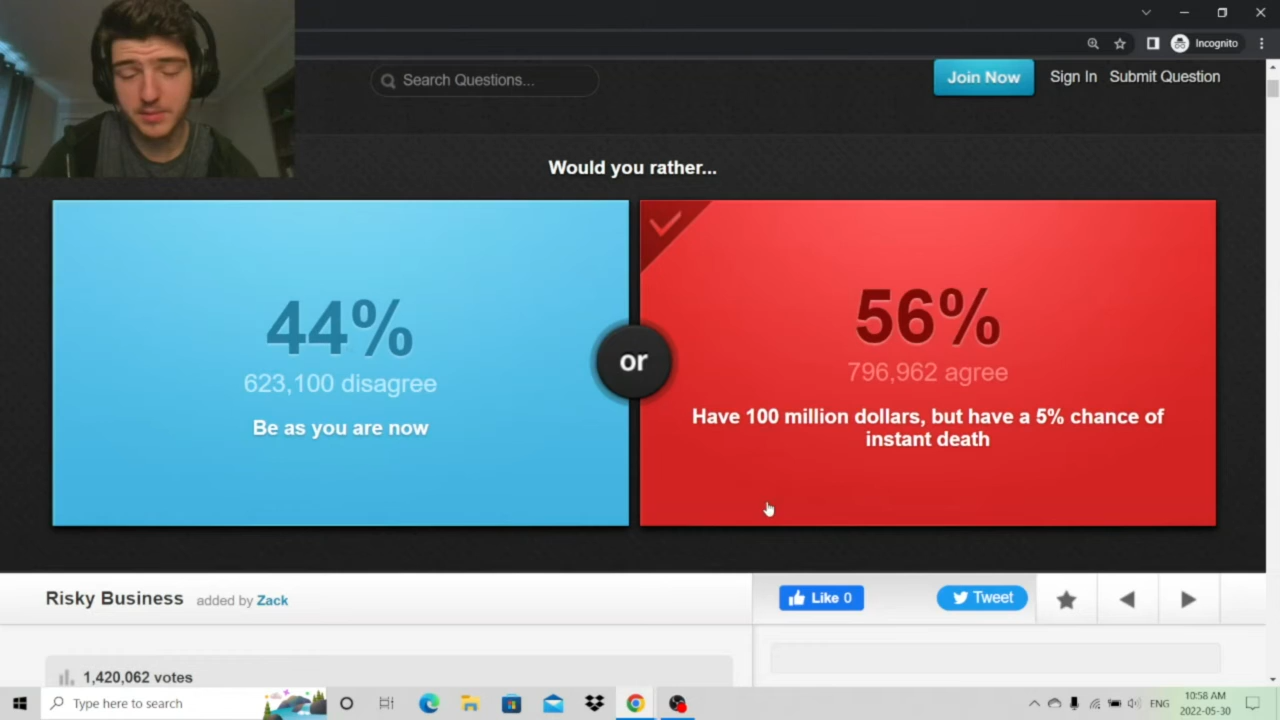 Incognito
Search Questions...
Join Now
Sign In
Submit Question
Would you rather...
44%
623,100 disagree
Be as you are now
or
56%
796,962 agree
Have 100 million dollars, but have a 5% chance of
instant death
Risky Business added by Zack
Like 0
Tweet
1,420,062 votes
Type here to search
ENG
10:58 AM
2022-05-30